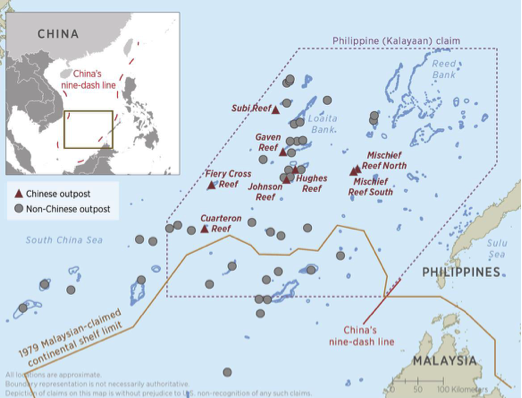 CHINA
China's
nine-dash line
Chinese outpost
Non-Chinese outpost
Philippine (Kalayaan) claim
Reed
Bank
Subi Reef
Loaita
Bank
Gaven
Reef
Mischief
Reef North
Fiery Cross
Reef
Johnson
Reef
Hughes
Reef
Mischief
Reef South
Cuarteron
Reef
South China Sea
Sulu
Sea
PHILIPPINES
1979 Malaysian-claimed
continental shelf limit
China's
nine-dash line
MALAYSIA
0 50 100 Kilometers
All locations are approximate.
Boundary representation is not necessarily authoritative.
Depiction of claims on this map is without prejudice to U.S. non-recognition of any such claims.